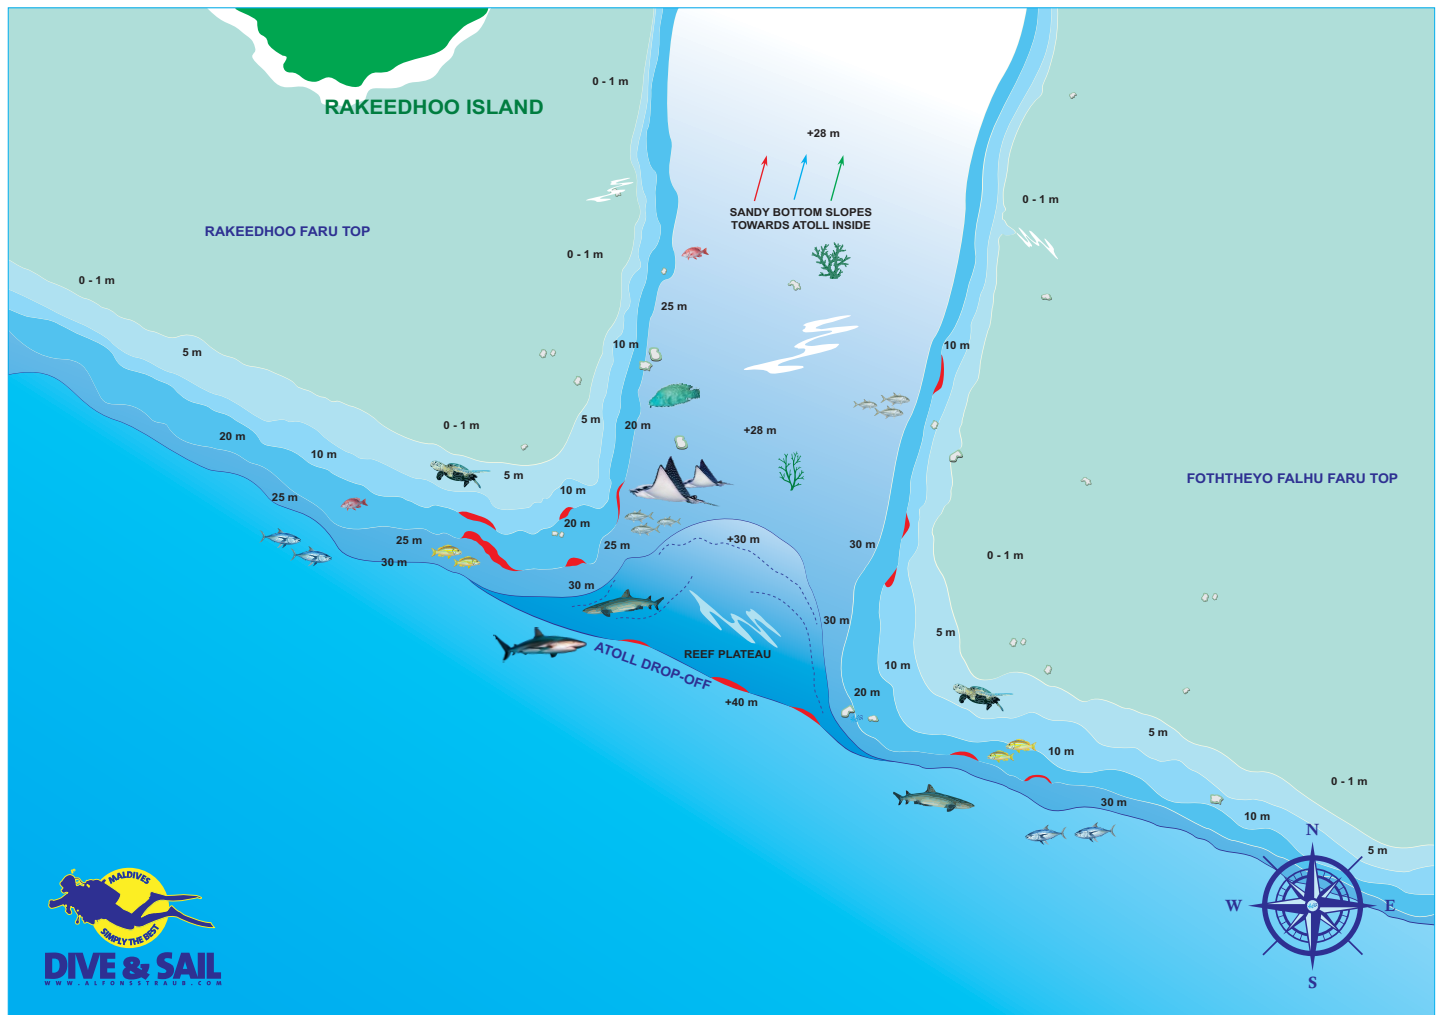 0 - 1 m
RAKEEDHOO ISLAND
+28 m
0 - 1 m
SANDY BOTTOM SLOPES
TOWARDS ATOLL INSIDE
RAKEEDHOO FARU TOP
0 - 1 m
0 - 1 m
25 m
10 m
10 m
5 m
5 m
20 m
0 - 1 m
+28 m
20 m
10 m
5 m
FOTHTHEYO FALHU FARU TOP
10 m
25 m
20 m
25 m
+30 m
25 m
30 m
0 - 1 m
30 m
30 m
30 m
5 m
ATOLL DROP-OFF
REEF PLATEAU
10 m
20 m
+40 m
5 m
10 m
0 - 1 m
30 m
10 m
N
5 m
W
E
S
MALDIVES
SIMPLY THE BEST
DIVE & SAIL
WWW.ALFONSSTRAUB.COM